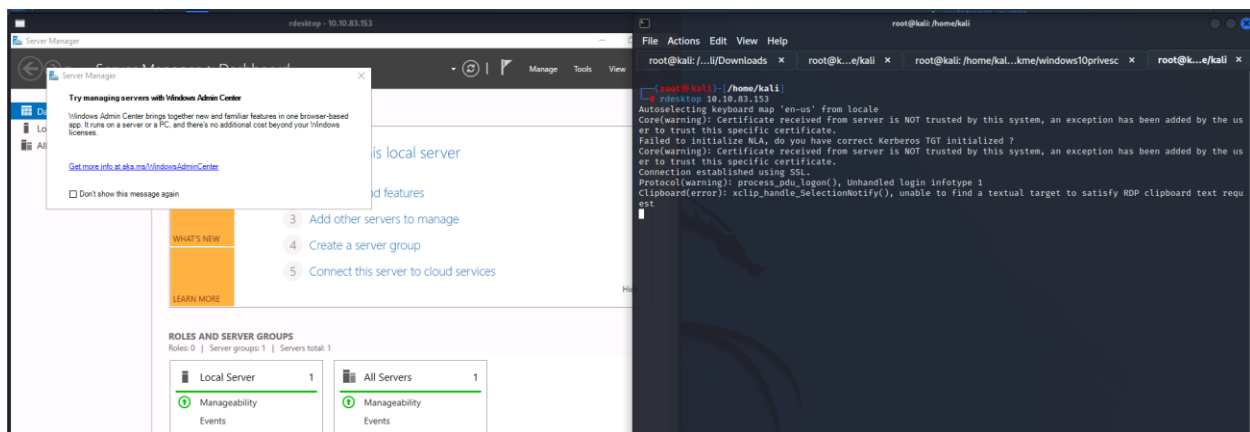 rdesktop - 10.10.83.153
Server Manager
Manage Tools View
Server Manager
Try managing servers with Windows Admin Center
Windows Admin Center brings together new and familiar features in one browser-based
app. It runs on a server or a PC, and there's no additional cost beyond your Windows
licenses.
Get more info at aka.ms/WindowsAdminCenter
Don't show this message again
is local server
d features
3 Add other servers to manage
WHAT'S NEW
4 Create a server group
5 Connect this server to cloud services
LEARN MORE
ROLES AND SERVER GROUPS
Roles: 0 | Server groups: 1 | Servers total: 1
Local Server 1
Manageability
Events
All Servers 1
Manageability
Events
root@kali: /home/kali
File Actions Edit View Help
root@kali: /...li/Downloads × root@k...e/kali × root@kali: /home/kal...kme/windows10privesc × root@k...e/kali ×
(root㉿kali)-[/home/kali]
# rdesktop 10.10.83.153
Autoselecting keyboard map 'en-us' from locale
Core(warning): Certificate received from server is NOT trusted by this system, an exception has been added by the us
er to trust this specific certificate.
Failed to initialize NLA, do you have correct Kerberos TGT initialized ?
Core(warning): Certificate received from server is NOT trusted by this system, an exception has been added by the us
er to trust this specific certificate.
Connection established using SSL.
Protocol(warning): process_pdu_logon(), Unhandled login infotype 1
Clipboard(error): xclip_handle_SelectionNotify(), unable to find a textual target to satisfy RDP clipboard text requ
est